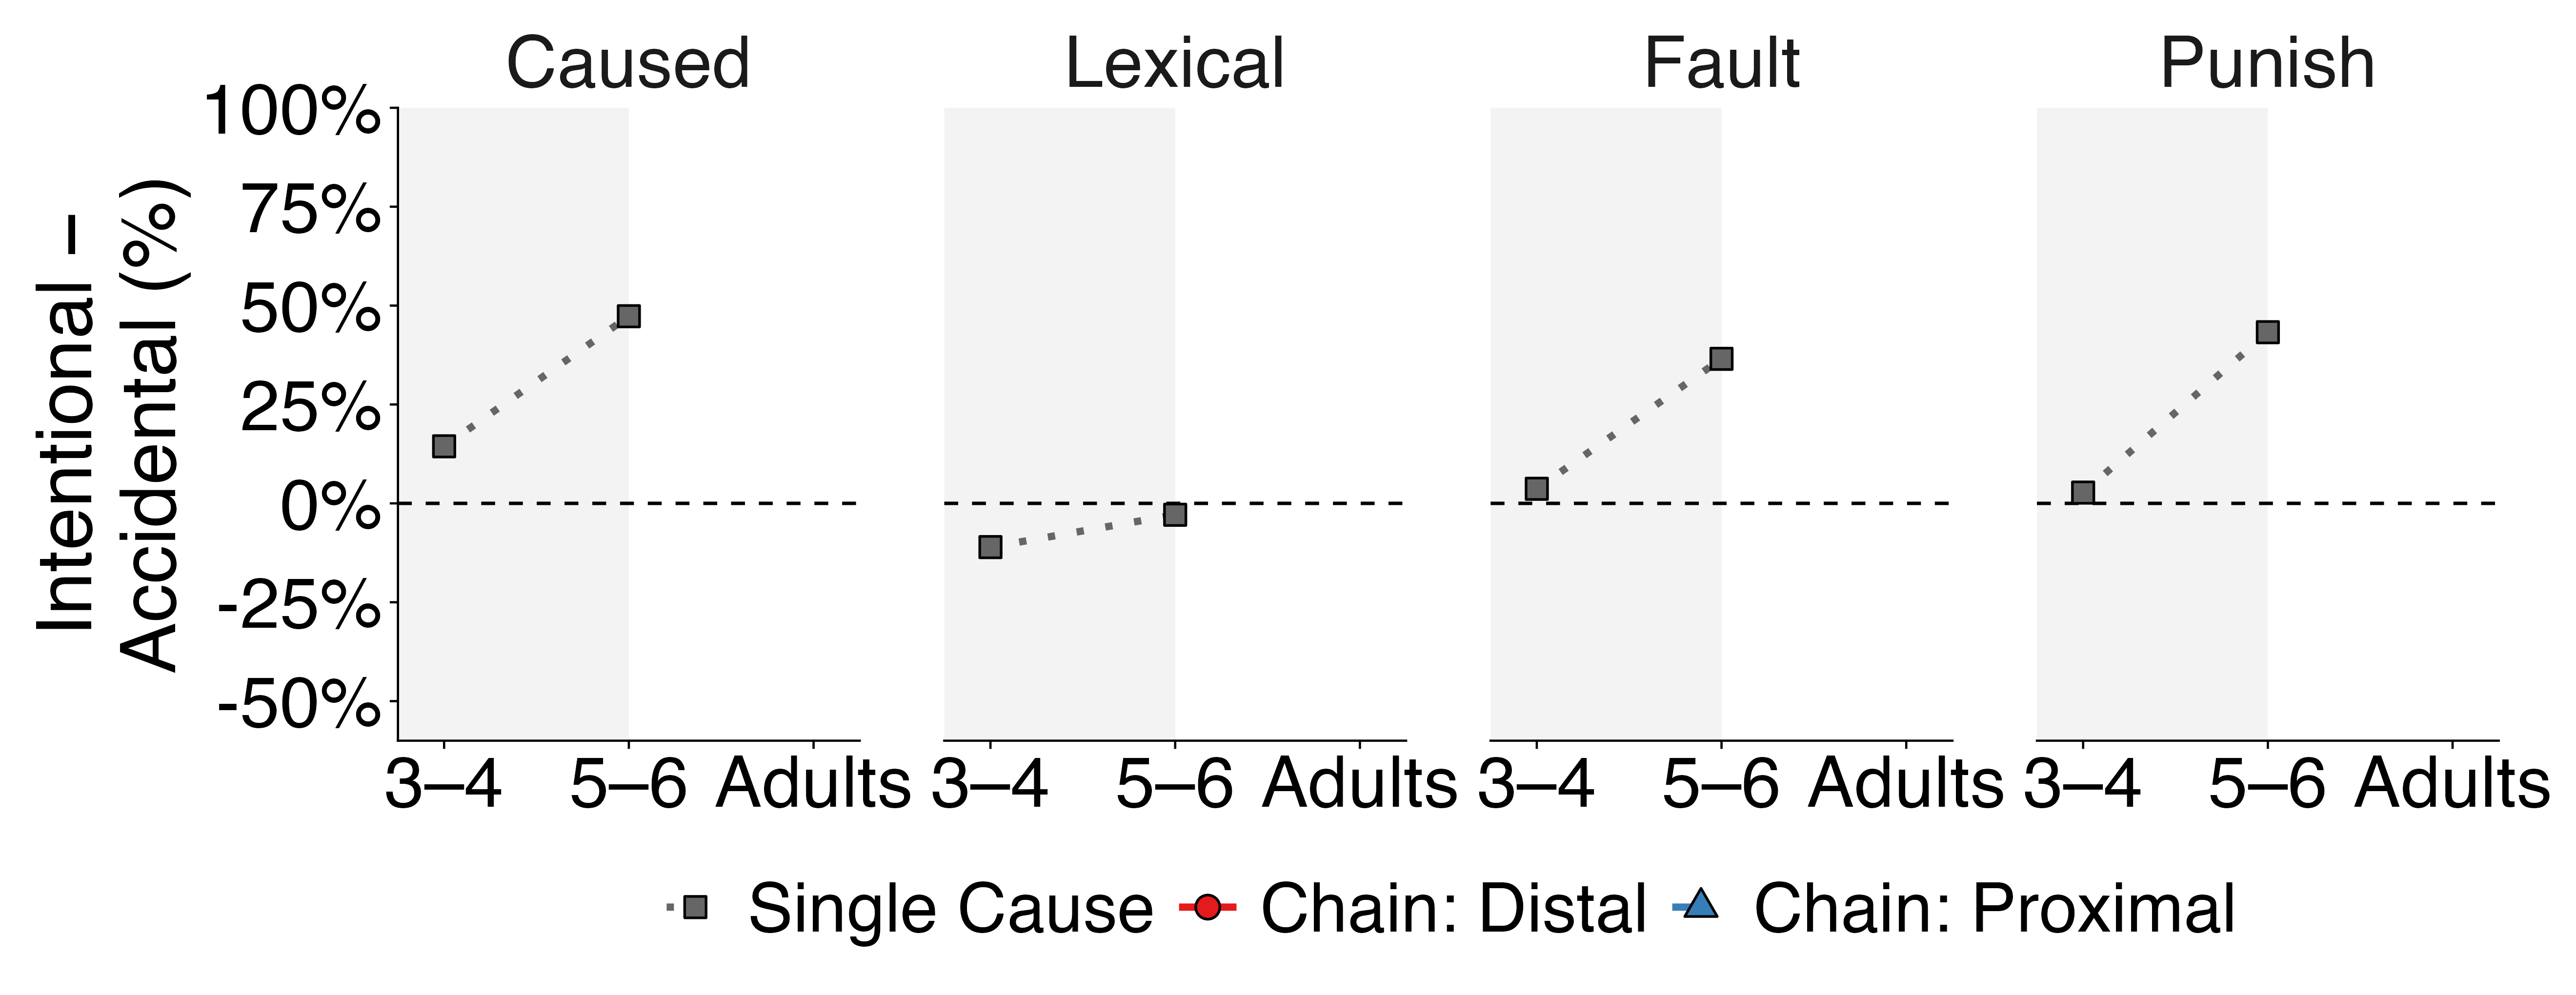 Caused Lexical Fault Punish
Intentional –
Accidental (%)
100%
75%
50%
25%
0%
-25%
-50%
3–4 5–6 Adults 3–4 5–6 Adults 3–4 5–6 Adults 3–4 5–6 Adults
Single Cause Chain: Distal Chain: Proximal